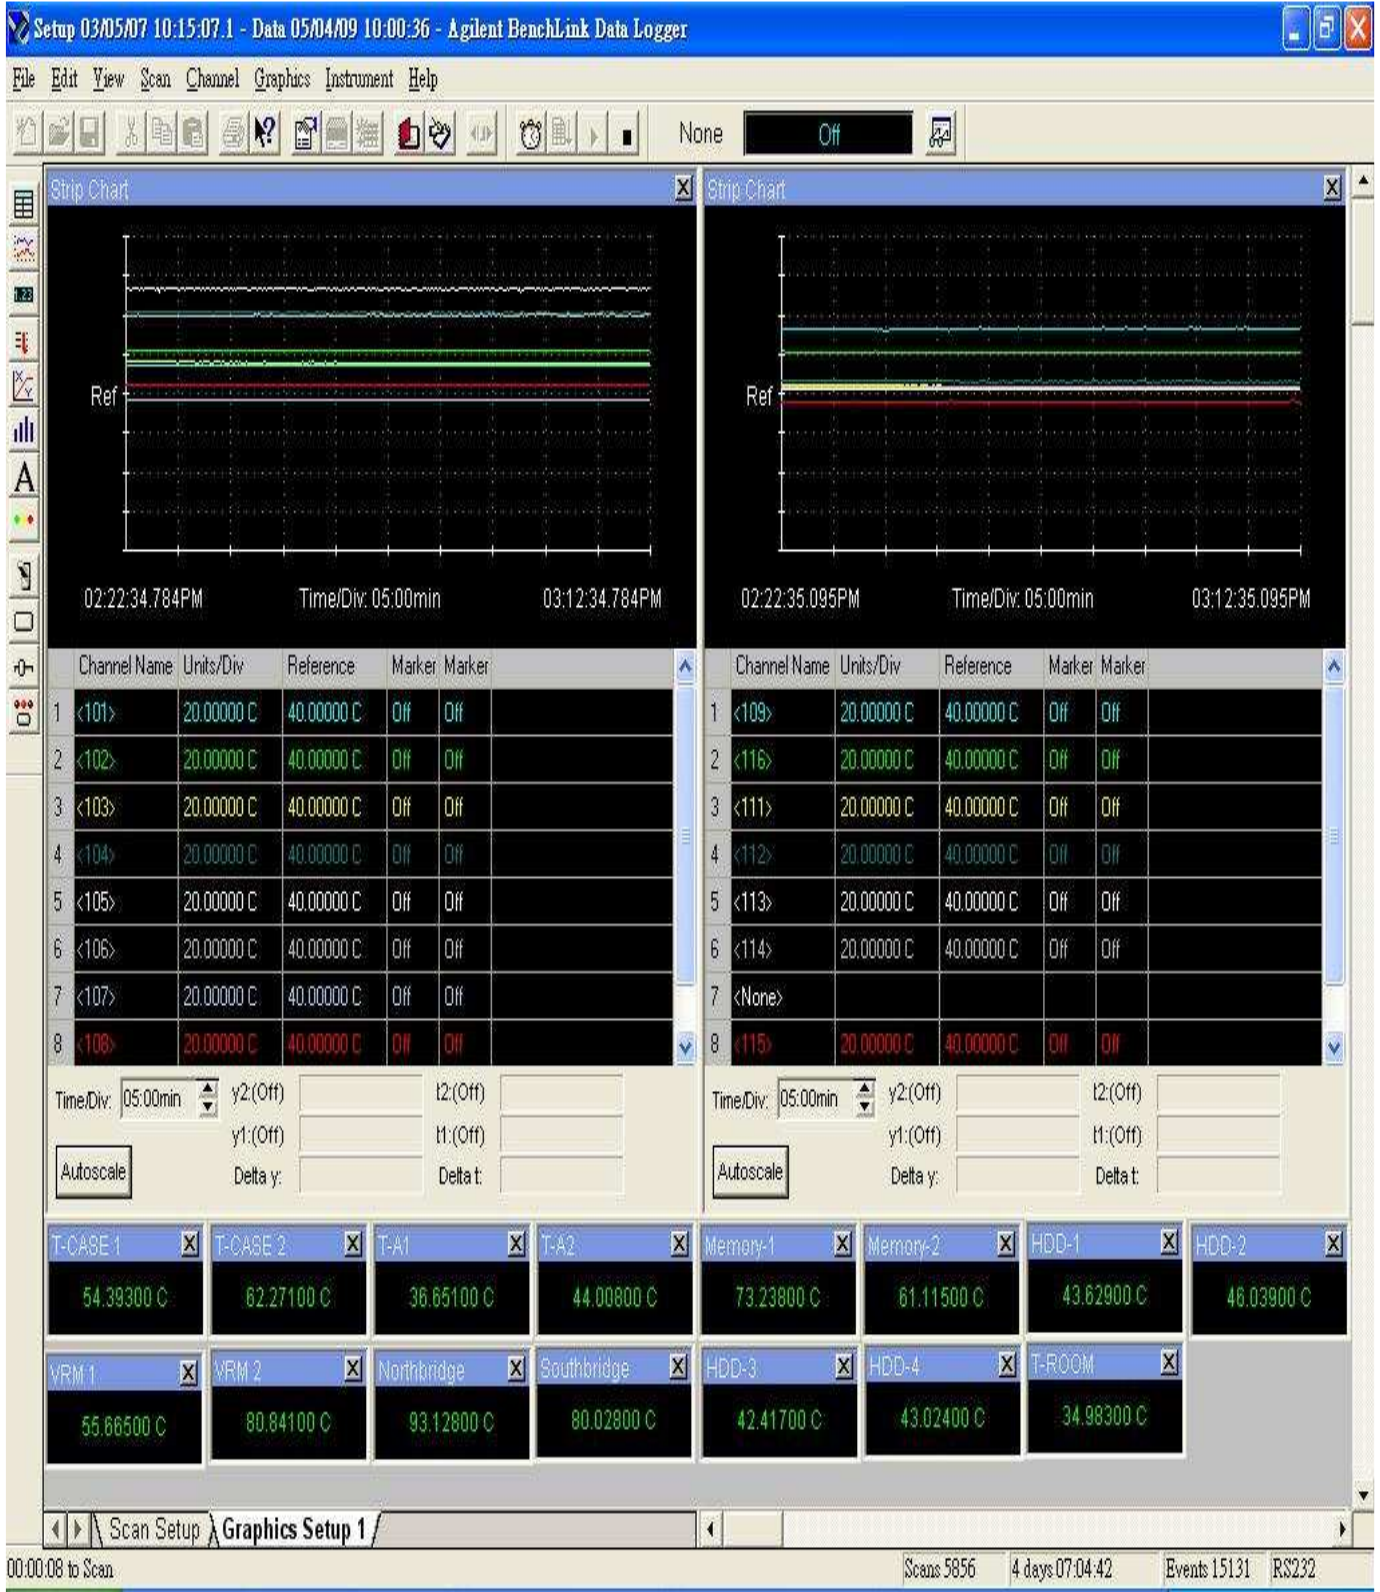 Setup 03/05/07 10:15:07.1 - Data 05/04/09 10:00:36 - Agilent BenchLink Data Logger
File Edit View Scan Channel Graphics Instrument Help
None Off
Strip Chart
Ref
02:22:34.784PM Time/Div: 05:00min 03:12:34.784PM
Channel Name Units/Div Reference Marker Marker
1 <101> 20.00000 C 40.00000 C Off Off
2 <102> 20.00000 C 40.00000 C Off Off
3 <103> 20.00000 C 40.00000 C Off Off
4 <104> 20.00000 C 40.00000 C Off Off
5 <105> 20.00000 C 40.00000 C Off Off
6 <106> 20.00000 C 40.00000 C Off Off
7 <107> 20.00000 C 40.00000 C Off Off
8 <108> 20.00000 C 40.00000 C Off Off
Time/Div: 05:00min y2:(Off) t2:(Off)
y1:(Off) t1:(Off)
Autoscale Delta y: Delta t:
Strip Chart
Ref
02:22:35.095PM Time/Div: 05:00min 03:12:35.095PM
Channel Name Units/Div Reference Marker Marker
1 <109> 20.00000 C 40.00000 C Off Off
2 <116> 20.00000 C 40.00000 C Off Off
3 <111> 20.00000 C 40.00000 C Off Off
4 <112> 20.00000 C 40.00000 C Off Off
5 <113> 20.00000 C 40.00000 C Off Off
6 <114> 20.00000 C 40.00000 C Off Off
7 <None>
8 <115> 20.00000 C 40.00000 C Off Off
Time/Div: 05:00min y2:(Off) t2:(Off)
y1:(Off) t1:(Off)
Autoscale Delta y: Delta t:
T-CASE 1 T-CASE 2 T-A1 T-A2 Memory-1 Memory-2 HDD-1 HDD-2
54.39300 C 62.27100 C 36.65100 C 44.00800 C 73.23800 C 61.11500 C 43.62900 C 46.03900 C
VRM 1 VRM 2 Northbridge Southbridge HDD-3 HDD-4 T-ROOM
55.66500 C 80.84100 C 93.12800 C 80.02800 C 42.41700 C 43.02400 C 34.98300 C
Scan Setup Graphics Setup 1
00:00:08 to Scan Scans 5856 4 days 07:04:42 Events 15131 RS232